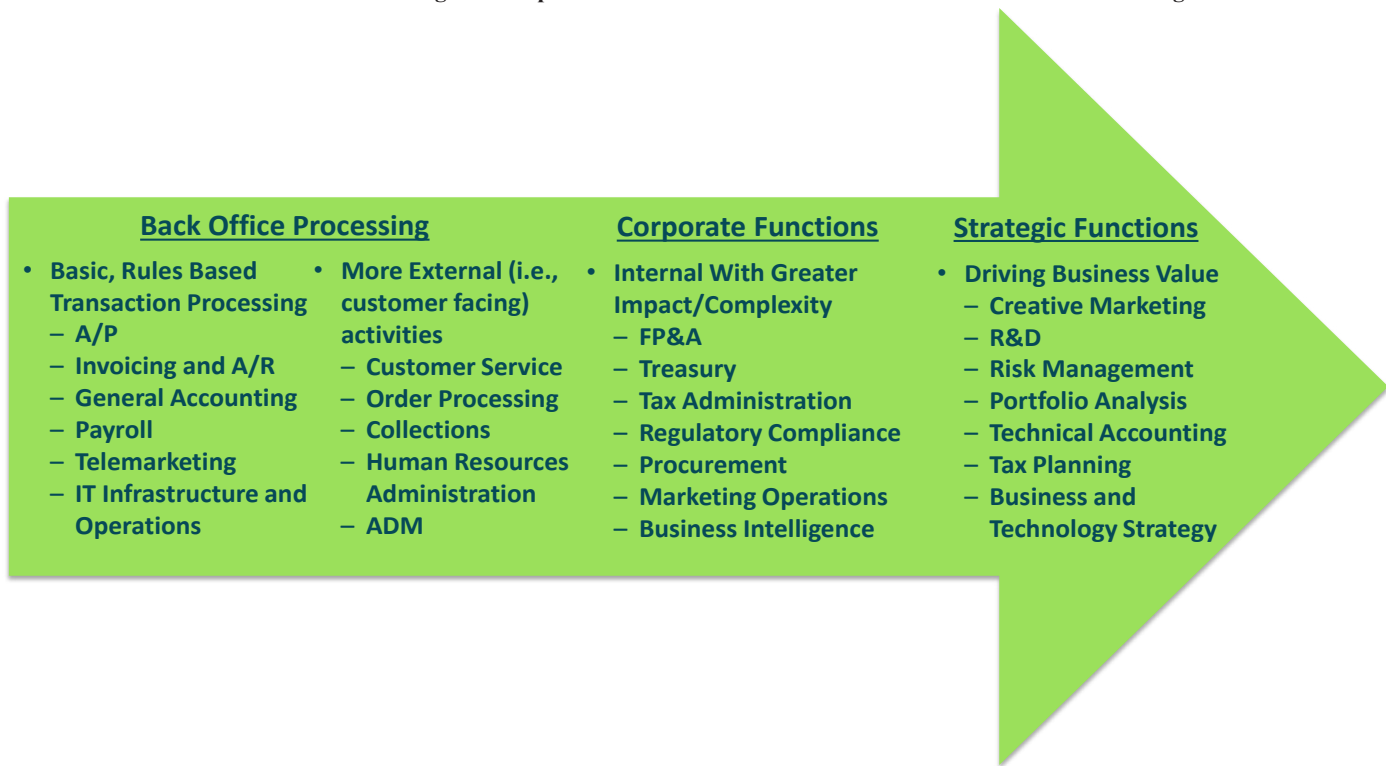 Back Office Processing
• Basic, Rules Based
Transaction Processing
– A/P
– Invoicing and A/R
– General Accounting
– Payroll
– Telemarketing
– IT Infrastructure and
Operations
• More External (i.e.,
customer facing)
activities
– Customer Service
– Order Processing
– Collections
– Human Resources
Administration
– ADM
Corporate Functions
• Internal With Greater
Impact/Complexity
– FP&A
– Treasury
– Tax Administration
– Regulatory Compliance
– Procurement
– Marketing Operations
– Business Intelligence
Strategic Functions
• Driving Business Value
– Creative Marketing
– R&D
– Risk Management
– Portfolio Analysis
– Technical Accounting
– Tax Planning
– Business and
Technology Strategy